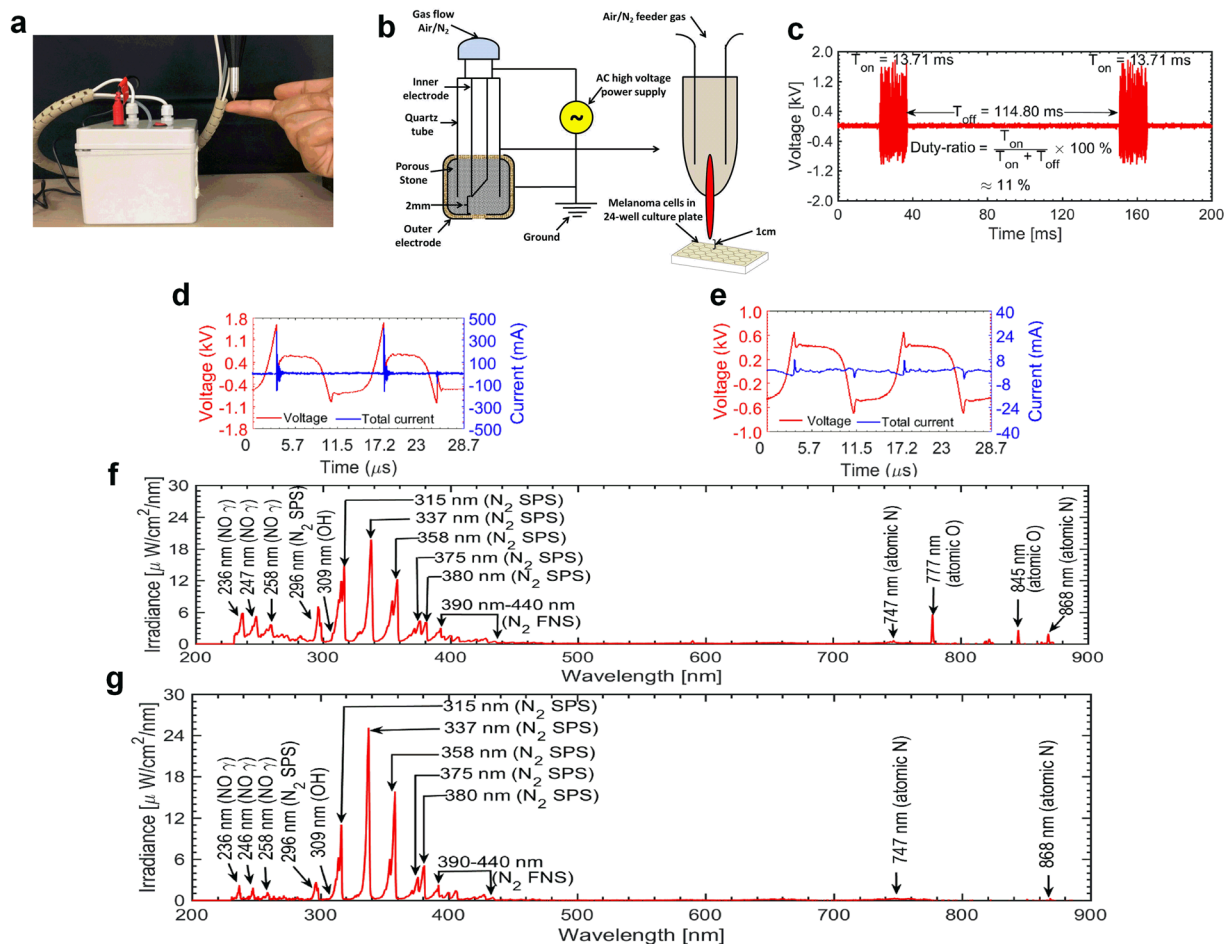 a
b
Gas flow
Air/N2
Inner
electrode
Quartz
tube
Porous
Stone
2mm
Outer
electrode
AC high voltage
power supply
~
Ground
Air/N2 feeder gas
Melanoma cells in
24-well culture plate
1cm
c
Voltage [kV]
2.0
1.2
0.4
-0.4
-1.2
-2.0
Ton = 13.71 ms
Ton = 13.71 ms
Toff = 114.80 ms
Duty-ratio = Ton / Ton + Toff × 100 %
≈ 11 %
0 40 80 120 160 200
Time [ms]
d
Voltage (kV)
1.8
1.1
0.4
-0.4
-1.1
-1.8
500
300
100
-100
-300
-500
Current (mA)
Voltage
Total current
0 5.7 11.5 17.2 23 28.7
Time (μs)
e
Voltage (kV)
1.0
0.6
0.2
-0.2
-0.6
-1.0
40
24
8
-8
-24
-40
Current (mA)
Voltage
Total current
0 5.7 11.5 17.2 23 28.7
Time (μs)
f
Irradiance [μ W/cm2/nm]
30
24
18
12
6
0
236 nm (NO γ)
247 nm (NO γ)
258 nm (NO γ)
296 nm (N2 SPS)
309 nm (OH)
315 nm (N2 SPS)
337 nm (N2 SPS)
358 nm (N2 SPS)
375 nm (N2 SPS)
380 nm (N2 SPS)
390 nm-440 nm
(N2 FNS)
747 nm (atomic N)
777 nm
(atomic O)
845 nm
(atomic O)
868 nm (atomic N)
200 300 400 500 600 700 800 900
Wavelength [nm]
g
Irradiance [μ W/cm2/nm]
30
24
18
12
6
0
236 nm (NO γ)
246 nm (NO γ)
258 nm (NO γ)
296 nm (N2 SPS)
309 nm (OH)
315 nm (N2 SPS)
337 nm (N2 SPS)
358 nm (N2 SPS)
375 nm (N2 SPS)
380 nm (N2 SPS)
390-440 nm
(N2 FNS)
747 nm (atomic N)
868 nm (atomic N)
200 300 400 500 600 700 800 900
Wavelength [nm]